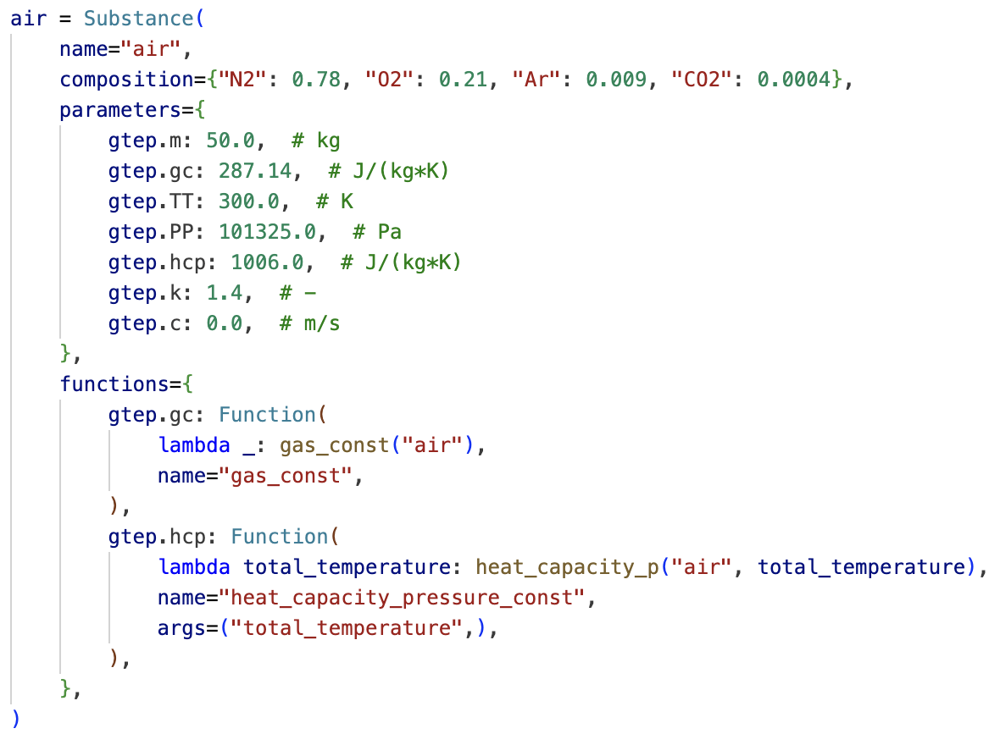 air = Substance(
    name="air",
    composition={"N2": 0.78, "O2": 0.21, "Ar": 0.009, "CO2": 0.0004},
    parameters={
        gtep.m: 50.0,  # kg
        gtep.gc: 287.14,  # J/(kg*K)
        gtep.TT: 300.0,  # K
        gtep.PP: 101325.0,  # Pa
        gtep.hcp: 1006.0,  # J/(kg*K)
        gtep.k: 1.4,  # −
        gtep.c: 0.0,  # m/s
    },
    functions={
        gtep.gc: Function(
            lambda _: gas_const("air"),
            name="gas_const",
        ),
        gtep.hcp: Function(
            lambda total_temperature: heat_capacity_p("air", total_temperature),
            name="heat_capacity_pressure_const",
            args=("total_temperature",),
        ),
    },
)